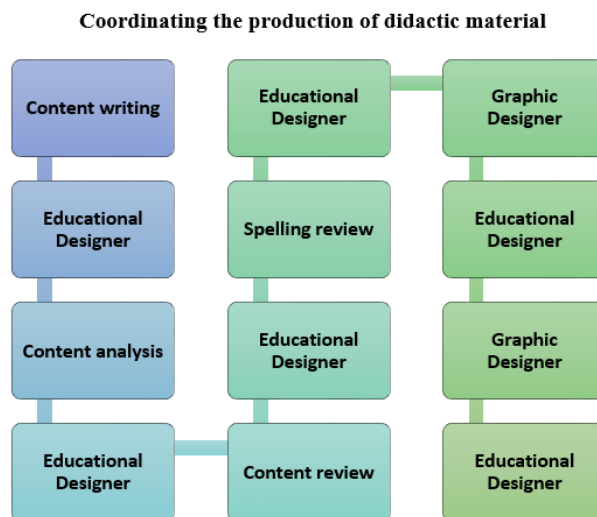 Coordinating the production of didactic material
Content writing
Educational
Designer
Content analysis
Educational
Designer
Content review
Educational
Designer
Spelling review
Educational
Designer
Graphic
Designer
Educational
Designer
Graphic
Designer
Educational
Designer